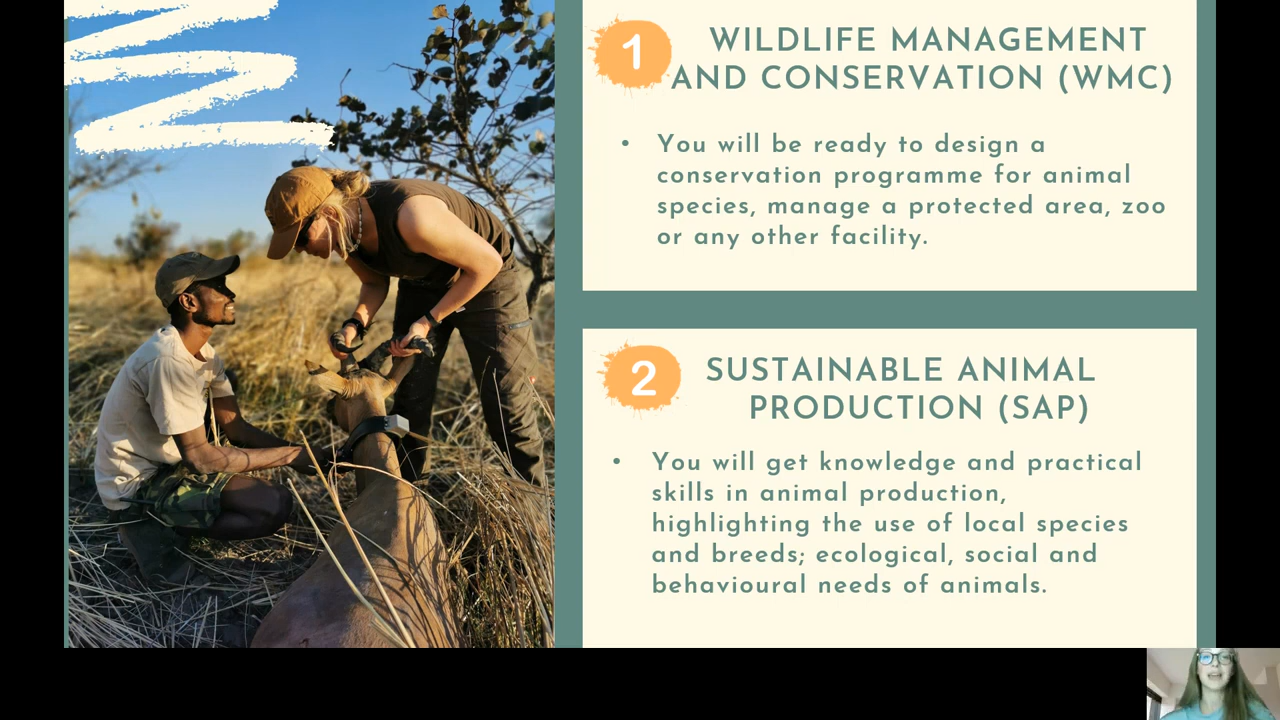 1
WILDLIFE MANAGEMENT
AND CONSERVATION (WMC)
• You will be ready to design a
conservation programme for animal
species, manage a protected area, zoo
or any other facility.
2
SUSTAINABLE ANIMAL
PRODUCTION (SAP)
• You will get knowledge and practical
skills in animal production,
highlighting the use of local species
and breeds; ecological, social and
behavioural needs of animals.